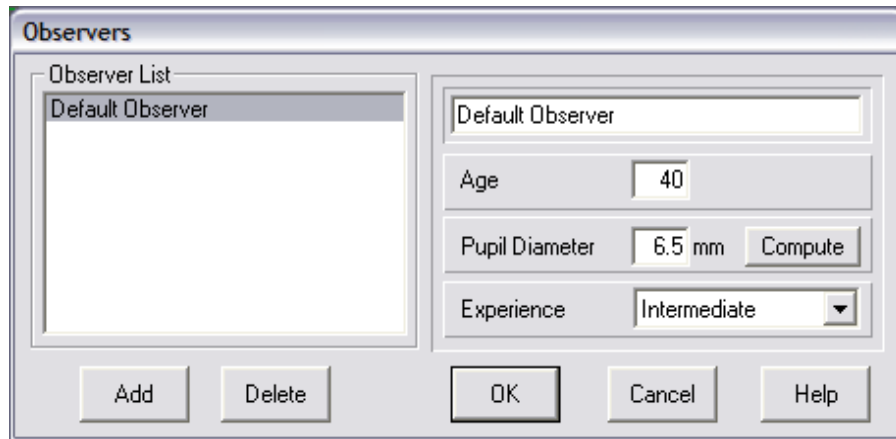 Observers
Observer List
Default Observer
Default Observer
Age 40
Pupil Diameter 6.5 mm Compute
Experience Intermediate
Add Delete OK Cancel Help